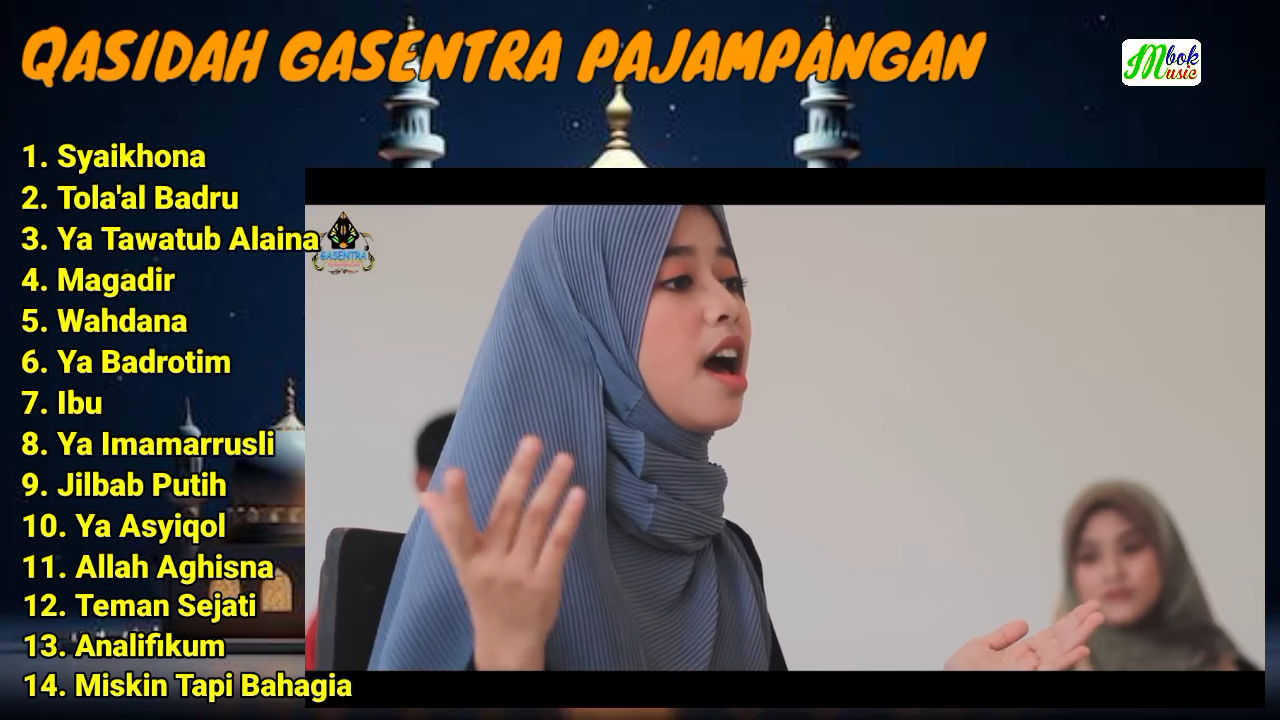 QASIDAH GASENTRA PAJAMPANGAN
Mbok
Music
1. Syaikhona
2. Tola'al Badru
3. Ya Tawatub Alaina
4. Magadir
5. Wahdana
6. Ya Badrotim
7. Ibu
8. Ya Imamarrusli
9. Jilbab Putih
10. Ya Asyiqol
11. Allah Aghisna
12. Teman Sejati
13. Analifikum
14. Miskin Tapi Bahagia
GASENTRA